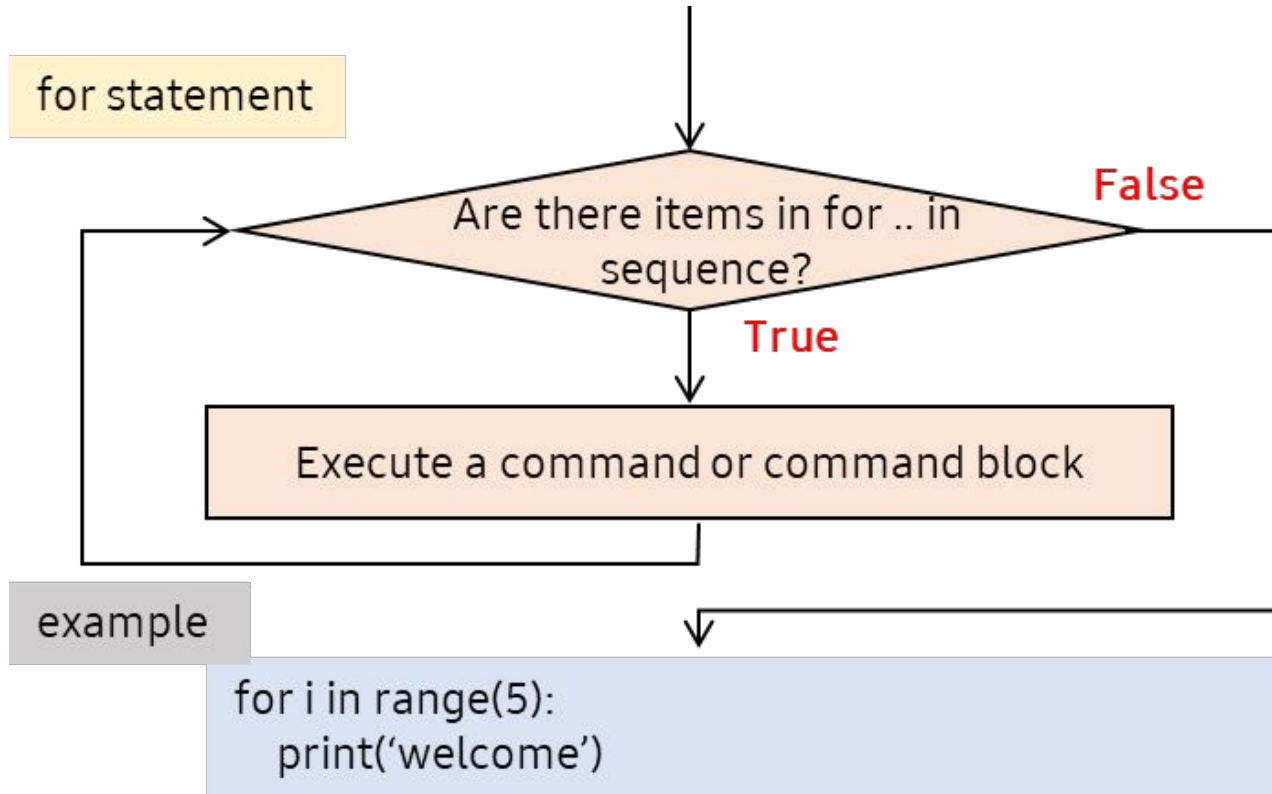 for statement
False
Are there items in for .. in
sequence?
True
Execute a command or command block
example
for i in range(5):
print(‘welcome’)